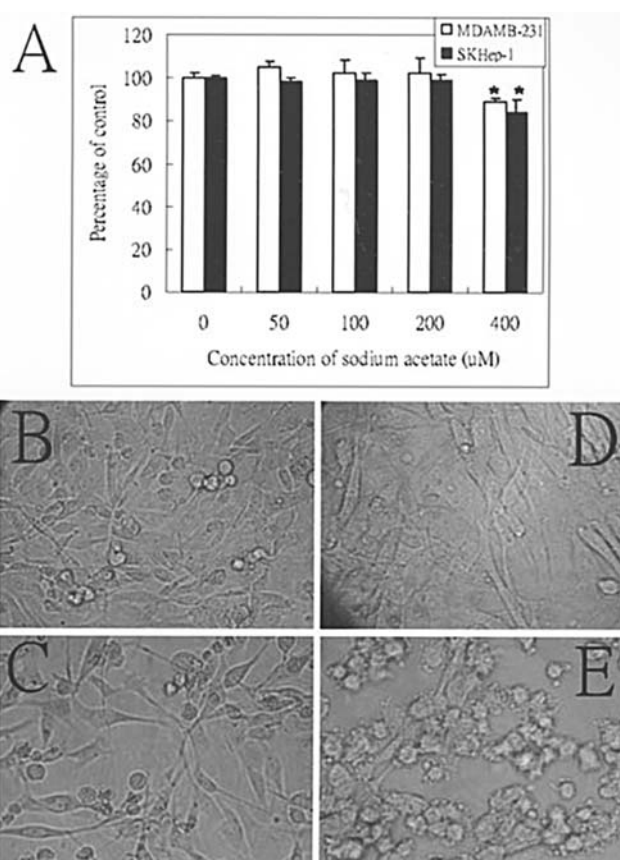 A
MDAMB-231
SKHep-1
Percentage of control
120
100
80
60
40
20
0
* *
0 50 100 200 400
Concentration of sodium acetate (uM)
B
D
C
E